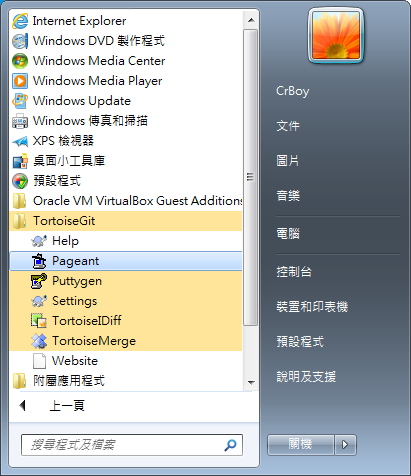 Internet Explorer
Windows DVD 製作程式
Windows Media Center
Windows Media Player
Windows Update
Windows 傳真和掃描
XPS 檢視器
桌面小工具庫
預設程式
Oracle VM VirtualBox Guest Additions
TortoiseGit
Help
Pageant
Puttygen
Settings
TortoiseIDiff
TortoiseMerge
Website
附屬應用程式
上一頁
搜尋程式及檔案
CrBoy
文件
圖片
音樂
電腦
控制台
裝置和印表機
預設程式
說明及支援
關機